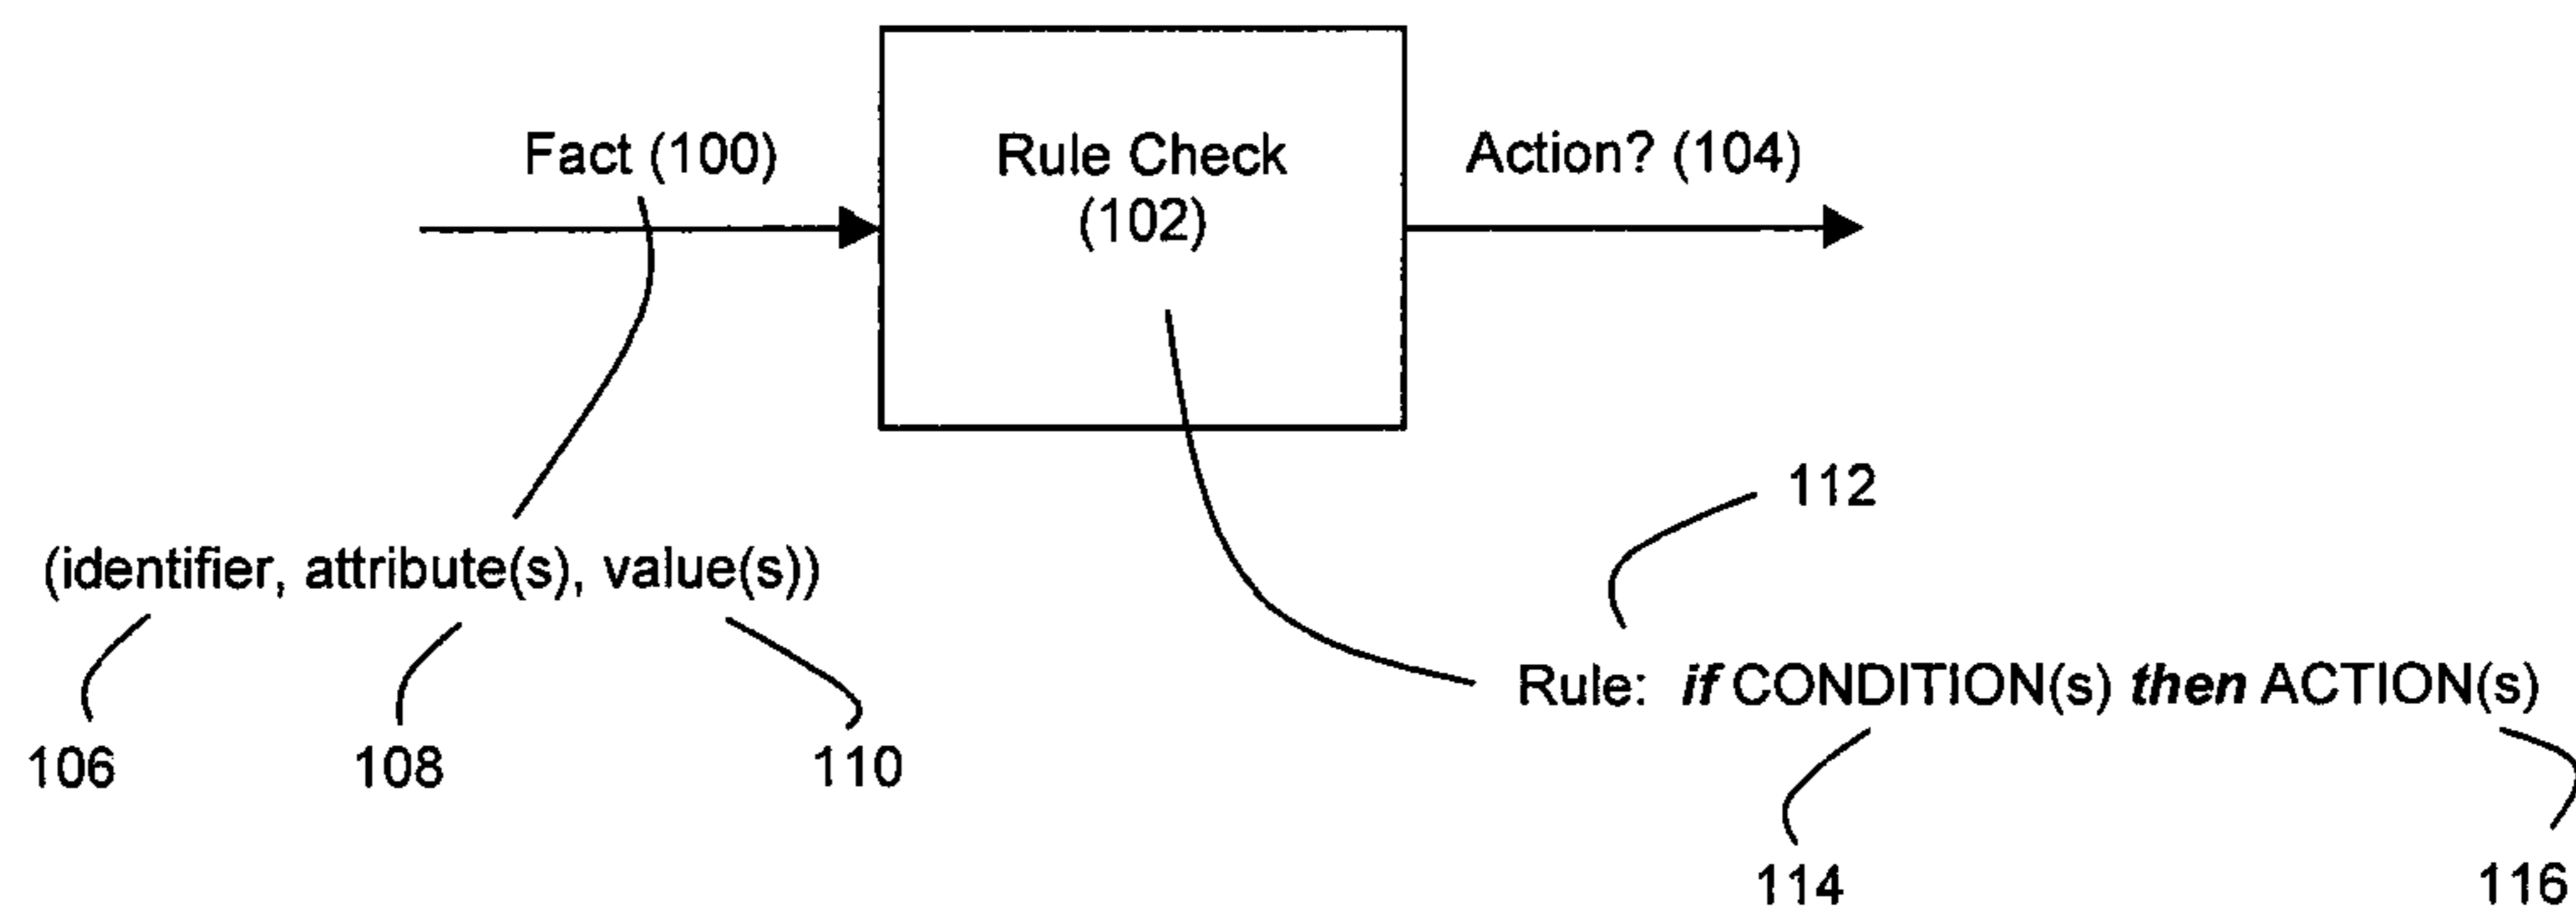 Fact (100)
Rule Check
(102)
Action? (104)
112
(identifier, attribute(s), value(s))
Rule: if CONDITION(s) then ACTION(s)
106
108
110
114
116